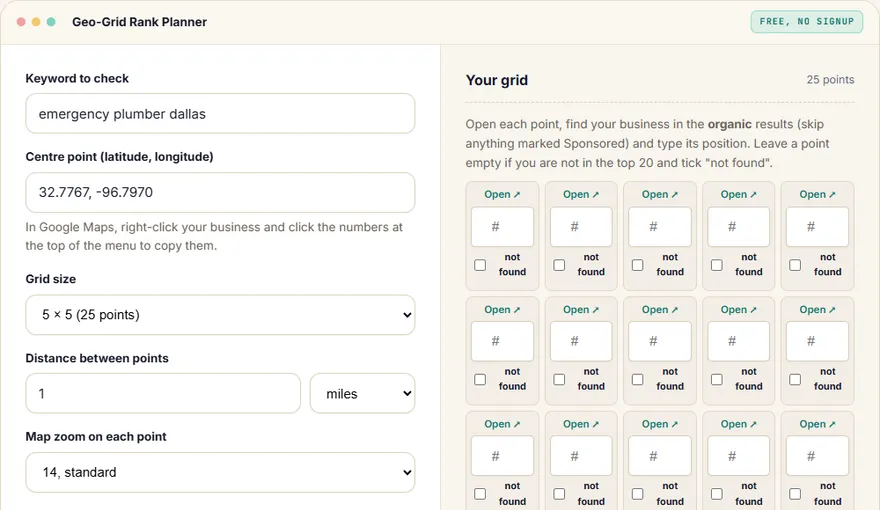 Geo-Grid Rank Planner
FREE, NO SIGNUP
Keyword to check
emergency plumber dallas
Centre point (latitude, longitude)
32.7767, -96.7970
In Google Maps, right-click your business and click the numbers at
the top of the menu to copy them.
Grid size
5 × 5 (25 points)
Distance between points
1
miles
Map zoom on each point
14, standard
Your grid
25 points
Open each point, find your business in the organic results (skip
anything marked Sponsored) and type its position. Leave a point
empty if you are not in the top 20 and tick "not found".
Open ↗ Open ↗ Open ↗ Open ↗ Open ↗
# # # # #
not not not not not
found found found found found
Open ↗ Open ↗ Open ↗ Open ↗ Open ↗
# # # # #
not not not not not
found found found found found
Open ↗ Open ↗ Open ↗ Open ↗ Open ↗
# # # # #
not not not not not
found found found found found